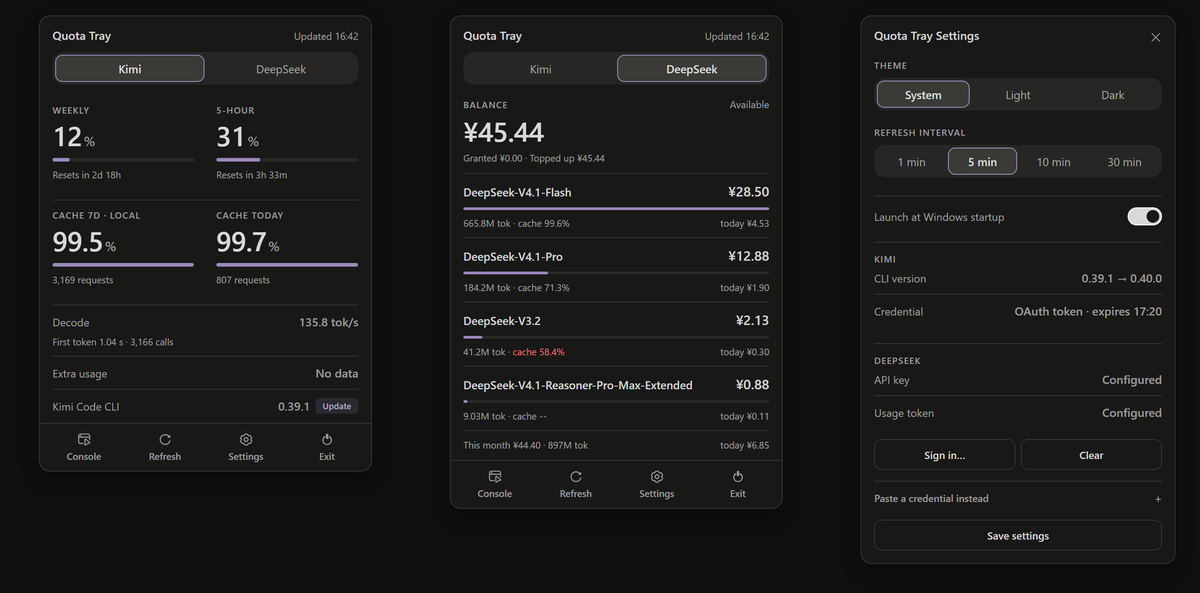 Quota Tray Updated 16:42
Kimi DeepSeek
WEEKLY 5-HOUR
12% 31%
Resets in 2d 18h Resets in 3h 33m
CACHE 7D · LOCAL CACHE TODAY
99.5% 99.7%
3,169 requests 807 requests
Decode 135.8 tok/s
First token 1.04 s · 3,166 calls
Extra usage No data
Kimi Code CLI 0.39.1 Update
Console Refresh Settings Exit
Quota Tray Updated 16:42
Kimi DeepSeek
BALANCE Available
¥45.44
Granted ¥0.00 · Topped up ¥45.44
DeepSeek-V4.1-Flash ¥28.50
665.8M tok · cache 99.6% today ¥4.53
DeepSeek-V4.1-Pro ¥12.88
184.2M tok · cache 71.3% today ¥1.90
DeepSeek-V3.2 ¥2.13
41.2M tok · cache 58.4% today ¥0.30
DeepSeek-V4.1-Reasoner-Pro-Max-Extended ¥0.88
9.03M tok · cache -- today ¥0.11
This month ¥44.40 · 897M tok today ¥6.85
Console Refresh Settings Exit
Quota Tray Settings
THEME
System Light Dark
REFRESH INTERVAL
1 min 5 min 10 min 30 min
Launch at Windows startup
KIMI
CLI version 0.39.1 → 0.40.0
Credential OAuth token · expires 17:20
DEEPSEEK
API key Configured
Usage token Configured
Sign in... Clear
Paste a credential instead +
Save settings